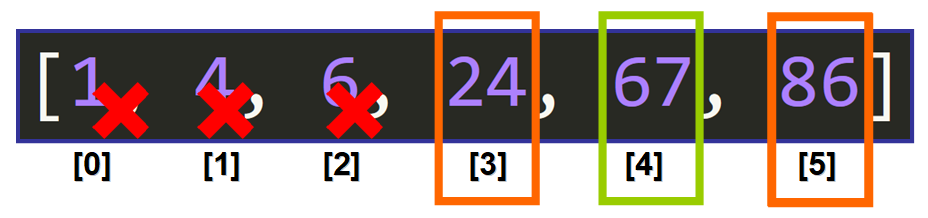 [1, 4, 6, 24, 67, 86]
[0] [1] [2] [3] [4] [5]